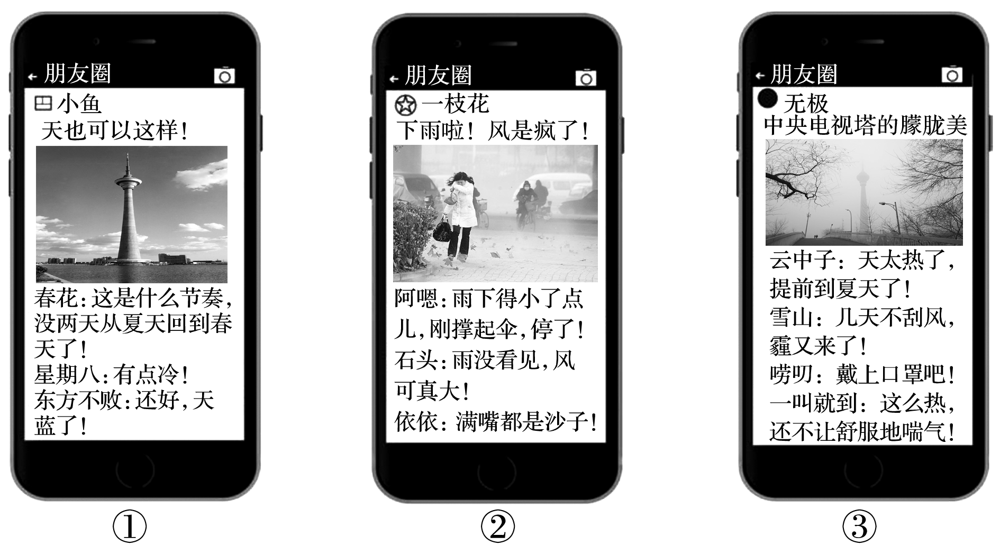 朋友圈
小鱼
天也可以这样！
春花：这是什么节奏，
没两天从夏天回到春
天了！
星期八：有点冷！
东方不败：还好，天
蓝了！
①
朋友圈
一枝花
下雨啦！风是疯了！
阿嗯：雨下得小了点
儿，刚撑起伞，停了！
石头：雨没看见，风
可真大！
依依：满嘴都是沙子！
②
朋友圈
无极
中央电视塔的朦胧美
云中子：天太热了，
提前到夏天了！
雪山：几天不刮风，
霾又来了！
唠叨：戴上口罩吧！
一叫就到：这么热，
还不让舒服地喘气！
③